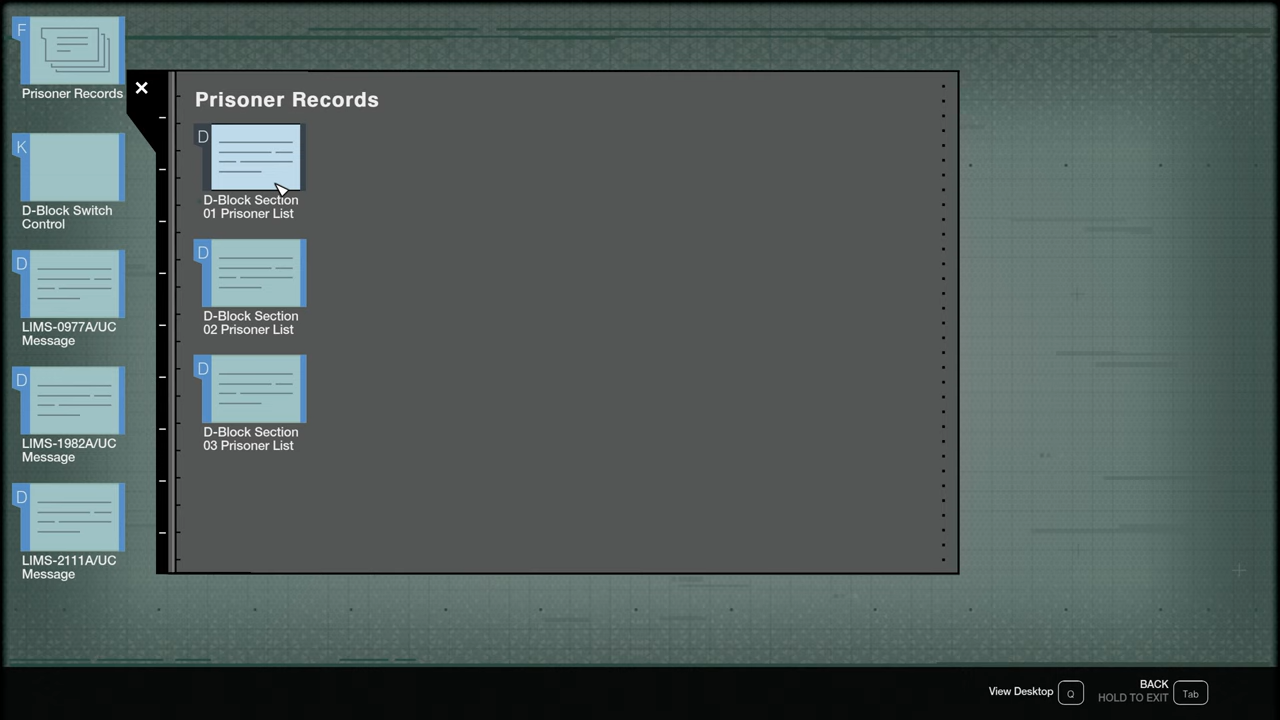 F
Prisoner Records
K
D-Block Switch
Control
D
LIMS-0977A/UC
Message
D
LIMS-1982A/UC
Message
D
LIMS-2111A/UC
Message
×
Prisoner Records
D
D-Block Section
01 Prisoner List
D
D-Block Section
02 Prisoner List
D
D-Block Section
03 Prisoner List
View Desktop Q
BACK
HOLD TO EXIT Tab